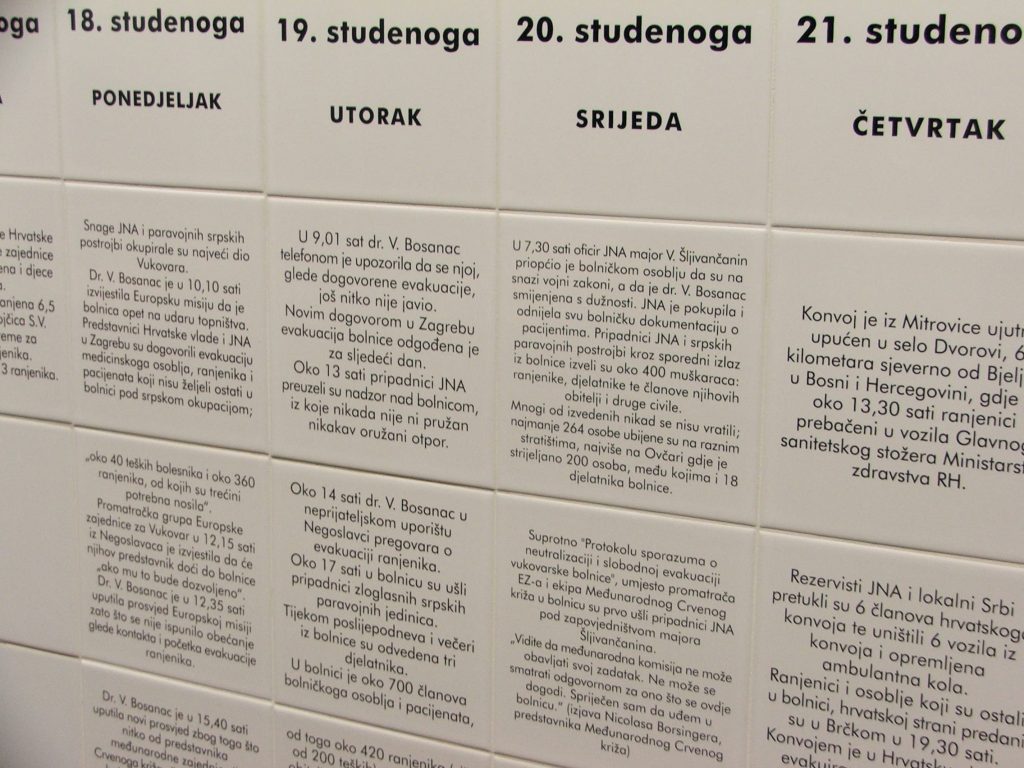 18. studenoga
PONEDJELJAK
Snage JNA i paravojnih srpskih
postrojbi okupirale su najveći dio
Vukovara.
Dr. V. Bosanac je u 10,10 sati
izvijestila Europsku misiju da je
bolnica opet na udaru topništva.
Predstavnici Hrvatske vlade i JNA
u Zagrebu su dogovorili evakuaciju
medicinskog osoblja, ranjenika i
pacijenata koji nisu željeli ostati u
bolnici pod srpskom okupacijom;
„oko 40 teških bolesnika i oko 360
ranjenika, od kojih su trećini
potrebna nosila“.
Promatračka grupa Europske
zajednice za Vukovar u 12,15 sati
iz Negoslavaca je izvjestila da će
njihov predstavnik doći do bolnice
„ako mu to bude dozvoljeno“.
Dr. V. Bosanac je u 12,35 sati
uputila prosvjed Europskoj misiji
zato što se nije ispunilo obećanje
glede kontakta i početka evakuacije
ranjenika.
Dr. V. Bosanac je u 15,40 sati
uputila novi prosvjed zbog toga što
nitko od predstavnika
međunarodne zajednice
19. studenoga
UTORAK
U 9,01 sat dr. V. Bosanac
telefonom je upozorila da se njoj,
glede dogovorene evakuacije,
još nitko nije javio.
Novim dogovorom u Zagrebu
evakuacija bolnice odgođena je
za sljedeći dan.
Oko 13 sati pripadnici JNA
preuzeli su nadzor nad bolnicom,
iz koje nikada nije ni pružan
nikakav oružani otpor.
Oko 14 sati dr. V. Bosanac u
neprijateljskom uporištu
Negoslavci pregovara o
evakuaciji ranjenika.
Oko 17 sati u bolnicu su ušli
pripadnici zloglasnih srpskih
paravojnih jedinica.
Tijekom poslijepodneva i večeri
iz bolnice su odvedena tri
djelatnika.
U bolnici je oko 700 članova
bolničkoga osoblja i pacijenata,
od toga oko 420 ranjenika
od 200 teških
20. studenoga
SRIJEDA
U 7,30 sati oficir JNA major V. Šljivančanin
priopćio je bolničkom osoblju da su na
snazi vojni zakoni, a da je dr. V. Bosanac
smijenjena s dužnosti. JNA je pokupila i
odnijela svu bolničku dokumentaciju o
pacijentima. Pripadnici JNA i srpskih
paravojnih postrojbi kroz sporedni izlaz
iz bolnice izveli su oko 400 muškaraca:
ranjenike, djelatnike te članove njihovih
obitelji i druge civile.
Mnogi od izvedenih nikad se nisu vratili;
najmanje 264 osobe ubijene su na raznim
stratištima, najviše na Ovčari gdje je
strijeljano 200 osoba, među kojima i 18
djelatnika bolnice.
Suprotno "Protokolu sporazuma o
neutralizaciji i slobodnoj evakuaciji
vukovarske bolnice", umjesto promatrača
EZ-a i ekipa Međunarodnog Crvenog
križa u bolnicu su prvo ušli pripadnici JNA
pod zapovjedništvom majora
Šljivančanina.
„Vidite da međunarodna komisija ne može
obavljati svoj zadatak. Ne može se
smatrati odgovornom za ono što se ovdje
dogodi. Spriječen sam da uđem u
bolnicu.” (izjava Nicolasa Borsingera,
predstavnika Međunarodnog Crvenog
križa)
21. studeno
ČETVRTAK
Konvoj je iz Mitrovice ujutr
upućen u selo Dvorovi, 6
kilometara sjeverno od Bjelj
u Bosni i Hercegovini, gdje
oko 13,30 sati ranjenici
prebačeni u vozila Glavnog
sanitetskog stožera Ministarst
zdravstva RH.
Rezervisti JNA i lokalni Srbi
pretukli su 6 članova hrvatskoga
konvoja te uništili 6 vozila iz
konvoja i opremljena
ambulantna kola.
Ranjenici i osoblje koji su ostali
u bolnici, hrvatskoj strani predani
su u Brčkom u 19,30 sati.
Konvojem je u Hrvatsku